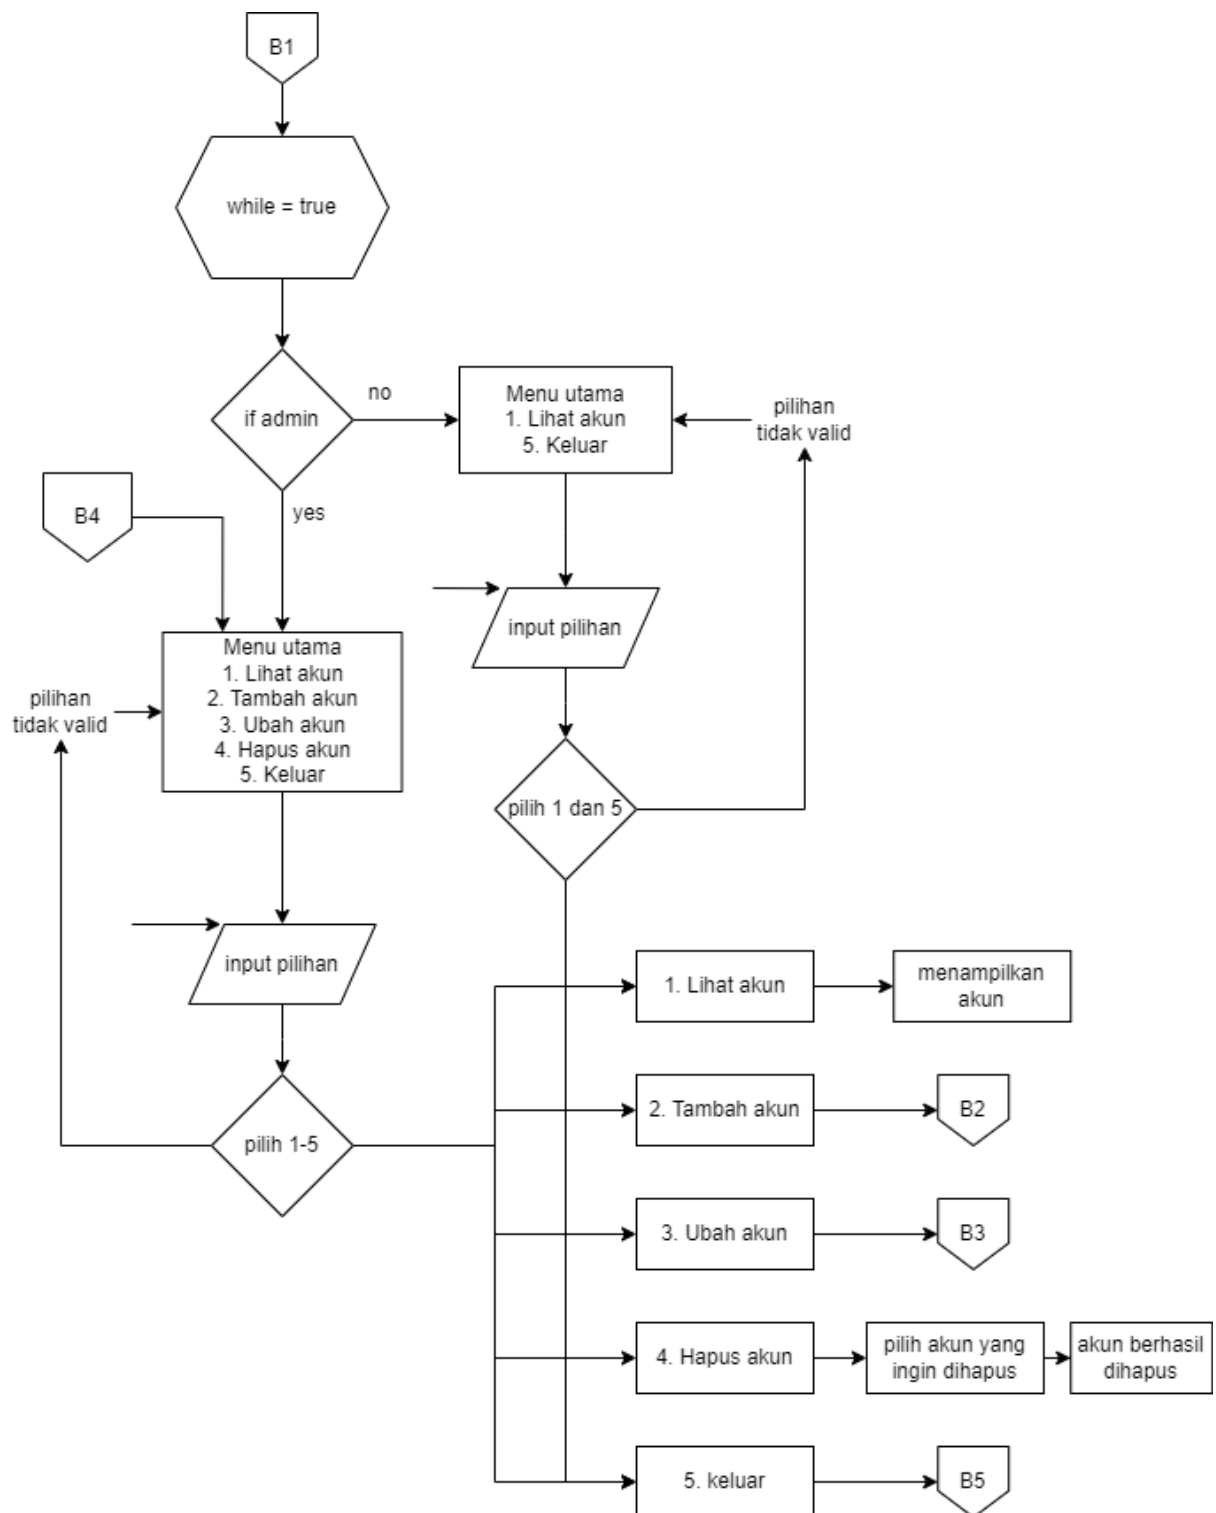 B1
while = true
if admin
no
yes
Menu utama
1. Lihat akun
5. Keluar
pilihan
tidak valid
B4
input pilihan
Menu utama
1. Lihat akun
2. Tambah akun
3. Ubah akun
4. Hapus akun
5. Keluar
pilihan
tidak valid
pilih 1 dan 5
input pilihan
pilih 1-5
1. Lihat akun
menampilkan
akun
2. Tambah akun
B2
3. Ubah akun
B3
4. Hapus akun
pilih akun yang
ingin dihapus
akun berhasil
dihapus
5. keluar
B5